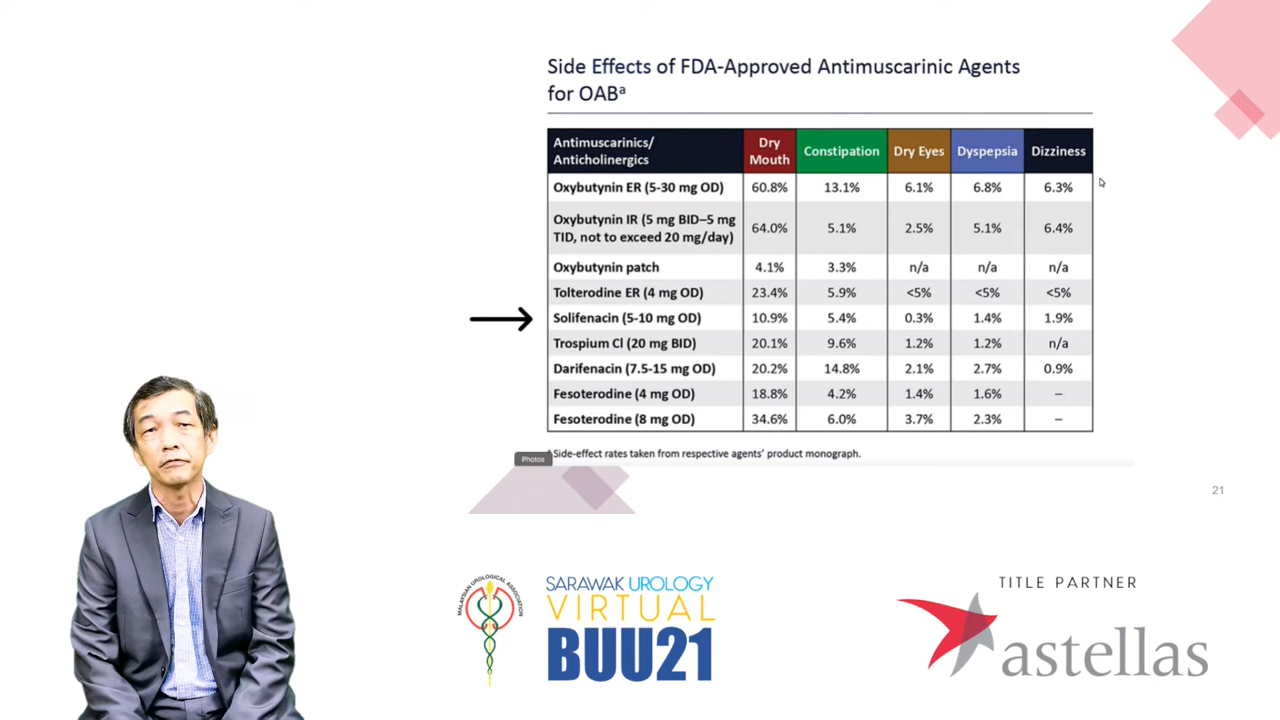 Side Effects of FDA-Approved Antimuscarinic Agents
for OABª
Antimuscarinics/ Anticholinergics Dry Mouth Constipation Dry Eyes Dyspepsia Dizziness
Oxybutynin ER (5-30 mg OD) 60.8% 13.1% 6.1% 6.8% 6.3%
Oxybutynin IR (5 mg BID–5 mg TID, not to exceed 20 mg/day) 64.0% 5.1% 2.5% 5.1% 6.4%
Oxybutynin patch 4.1% 3.3% n/a n/a n/a
Tolterodine ER (4 mg OD) 23.4% 5.9% <5% <5% <5%
Solifenacin (5-10 mg OD) 10.9% 5.4% 0.3% 1.4% 1.9%
Trospium Cl (20 mg BID) 20.1% 9.6% 1.2% 1.2% n/a
Darifenacin (7.5-15 mg OD) 20.2% 14.8% 2.1% 2.7% 0.9%
Fesoterodine (4 mg OD) 18.8% 4.2% 1.4% 1.6% –
Fesoterodine (8 mg OD) 34.6% 6.0% 3.7% 2.3% –
Side-effect rates taken from respective agents' product monograph.
Photos
21
MALAYSIAN UROLOGICAL ASSOCIATION
SARAWAK UROLOGY
VIRTUAL
BUU21
TITLE PARTNER
astellas